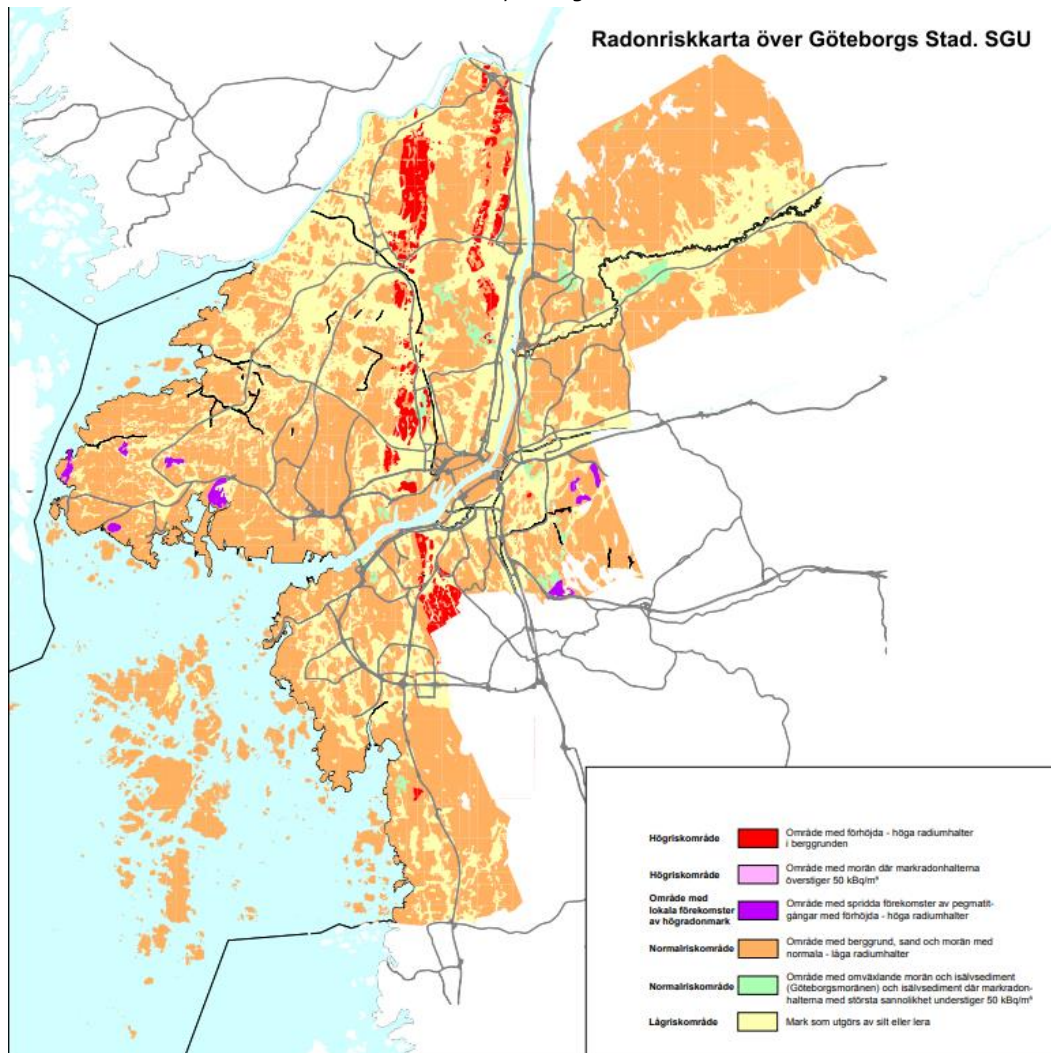 Radonriskkarta över Göteborgs Stad. SGU
Högriskområde
Område med förhöjda - höga radiumhalter
i berggrunden
Högriskområde
Område med morän där markradonhalterna
överstiger 50 kBq/m³
Område med
lokala förekomster
av högradonmark
Område med spridda förekomster av pegmatit-
gångar med förhöjda - höga radiumhalter
Normalriskområde
Område med berggrund, sand och morän med
normala - låga radiumhalter
Normalriskområde
Område med omväxlande morän och isälvsediment
(Göteborgsmoränen) och isälvsediment där markradon-
halterna med största sannolikhet understiger 50 kBq/m³
Lågriskområde
Mark som utgörs av silt eller lera